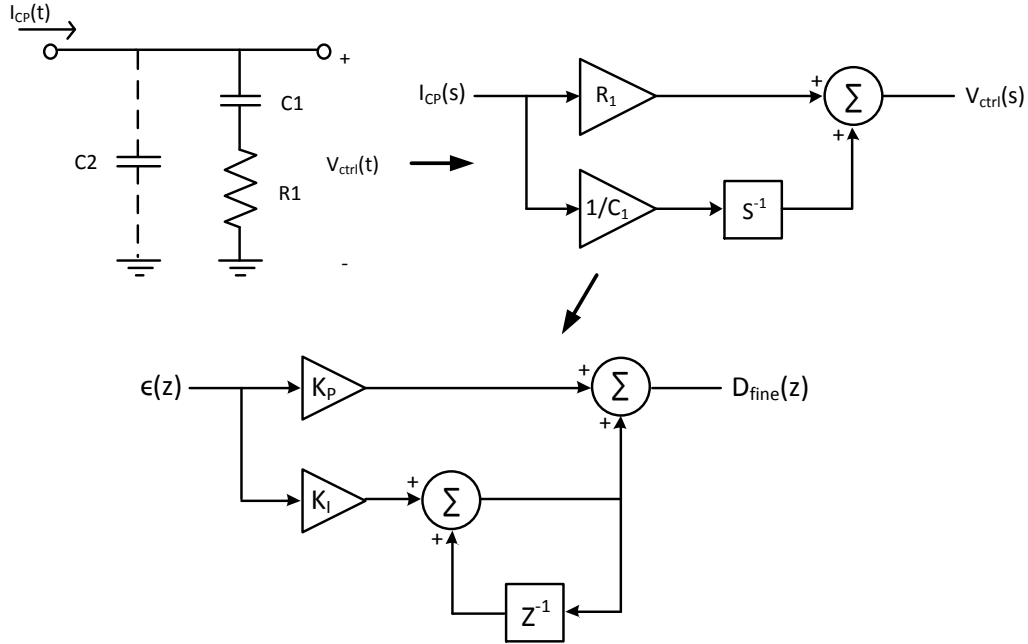 I_CP(t)
+
C1
C2
R1
V_ctrl(t)
-
I_CP(s)
R_1
+
Σ
V_ctrl(s)
+
1/C_1
S^-1
ϵ(z)
K_P
+
Σ
D_fine(z)
+
K_I
+
Σ
+
Z^-1